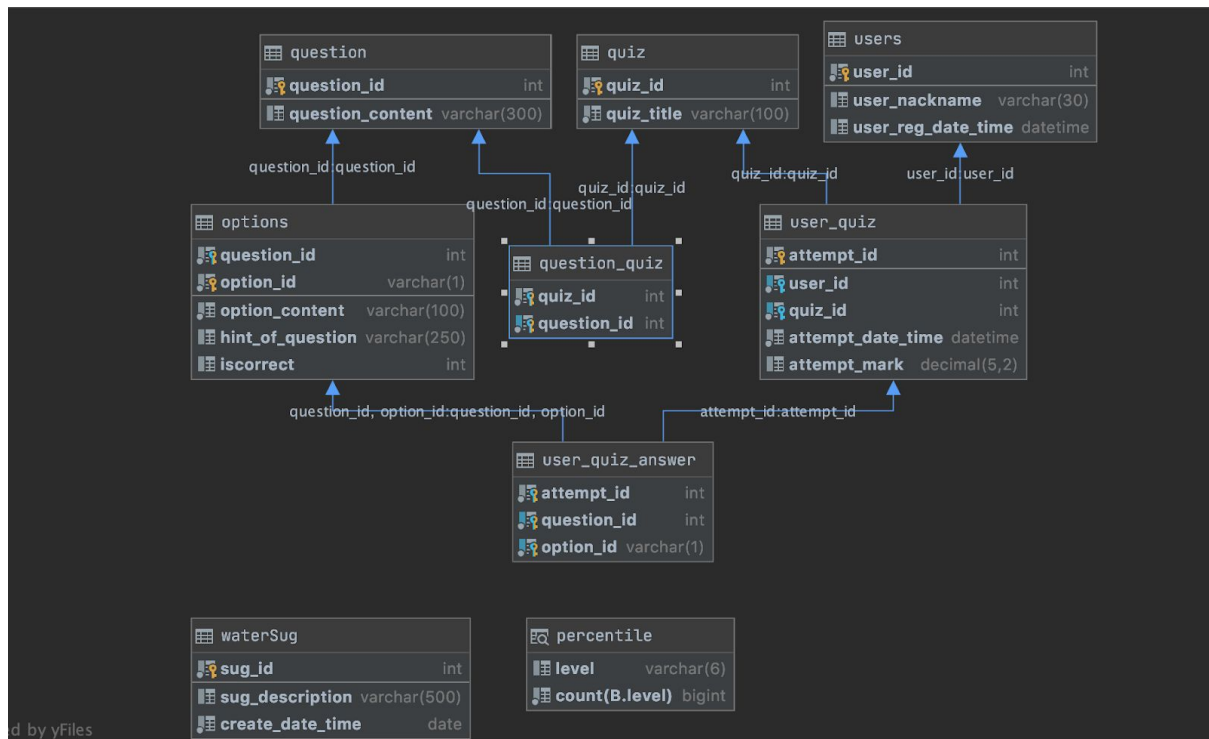 question
question_id int
question_content varchar(300)
quiz
quiz_id int
quiz_title varchar(100)
users
user_id int
user_nackname varchar(30)
user_reg_date_time datetime
question_id:question_id
question_id:question_id
quiz_id:quiz_id
quiz_id:quiz_id
user_id:user_id
options
question_id int
option_id varchar(1)
option_content varchar(100)
hint_of_question varchar(250)
iscorrect int
question_quiz
quiz_id int
question_id int
user_quiz
attempt_id int
user_id int
quiz_id int
attempt_date_time datetime
attempt_mark decimal(5,2)
question_id, option_id:question_id, option_id
attempt_id:attempt_id
user_quiz_answer
attempt_id int
question_id int
option_id varchar(1)
waterSug
sug_id int
sug_description varchar(500)
create_date_time date
percentile
level varchar(6)
count(B.level) bigint
ed by yFiles